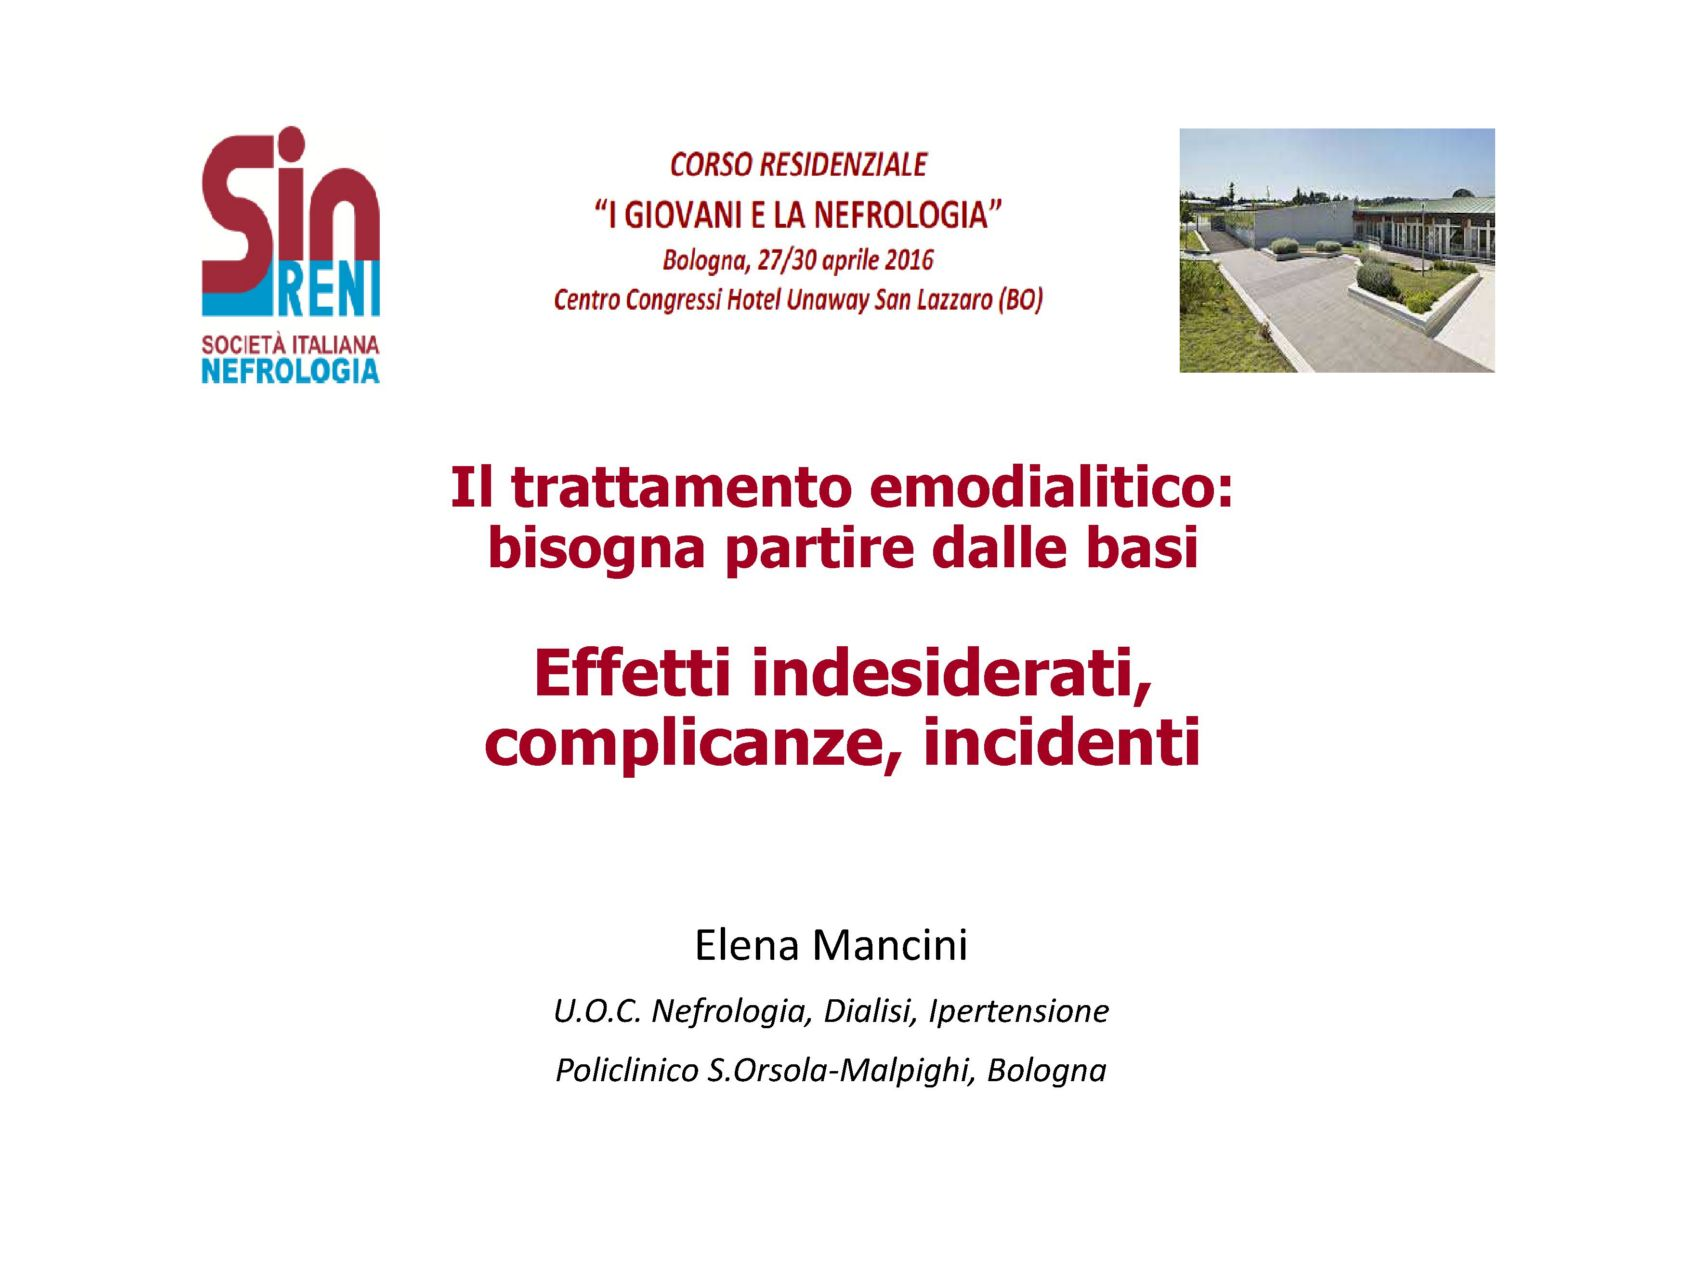 Sin
RENI
SOCIETÀ ITALIANA
NEFROLOGIA
CORSO RESIDENZIALE
“I GIOVANI E LA NEFROLOGIA”
Bologna, 27/30 aprile 2016
Centro Congressi Hotel Unaway San Lazzaro (BO)
Il trattamento emodialitico:
bisogna partire dalle basi
Effetti indesiderati,
complicanze, incidenti
Elena Mancini
U.O.C. Nefrologia, Dialisi, Ipertensione
Policlinico S.Orsola-Malpighi, Bologna